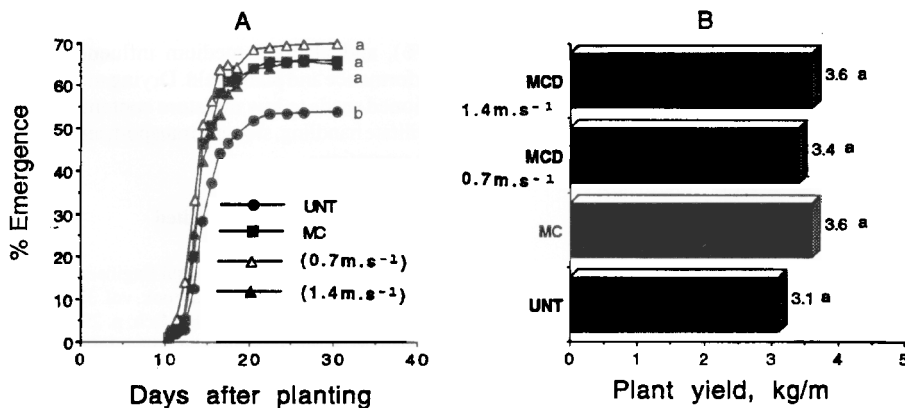 A
% Emergence
70
60
50
40
30
20
10
0
a
a
a
b
UNT
MC
(0.7m.s⁻¹)
(1.4m.s⁻¹)
0 10 20 30 40
Days after planting
B
MCD
1.4m.s⁻¹
3.6 a
MCD
0.7m.s⁻¹
3.4 a
MC
3.6 a
UNT
3.1 a
0 1 2 3 4 5
Plant yield, kg/m